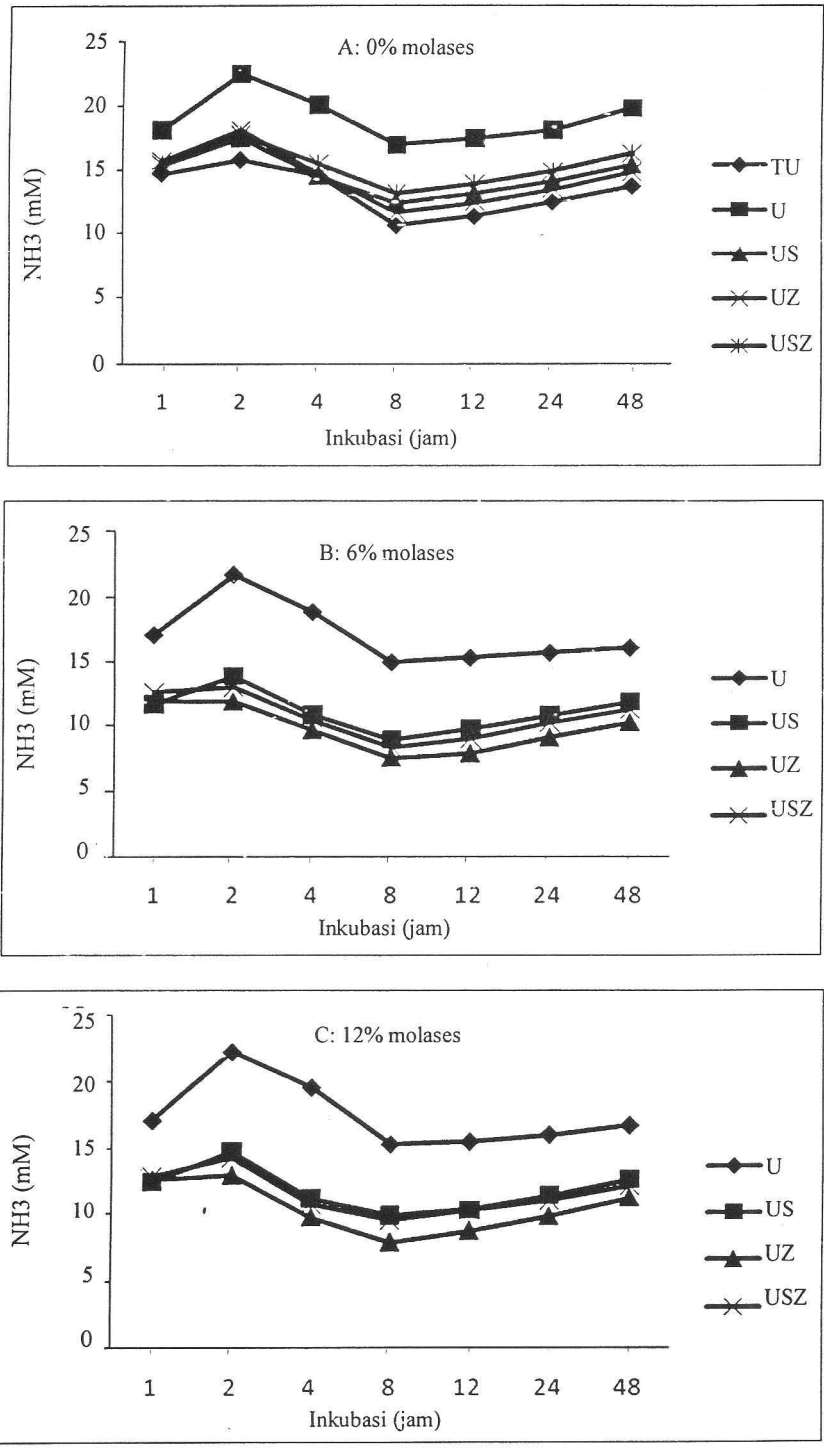 A: 0% molases
25
20
15
10
5
0
NH3 (mM)
1 2 4 8 12 24 48
Inkubasi (jam)
TU
U
US
UZ
USZ
B: 6% molases
25
20
15
10
5
0
NH3 (mM)
1 2 4 8 12 24 48
Inkubasi (jam)
U
US
UZ
USZ
C: 12% molases
25
20
15
10
5
0
NH3 (mM)
1 2 4 8 12 24 48
Inkubasi (jam)
U
US
UZ
USZ